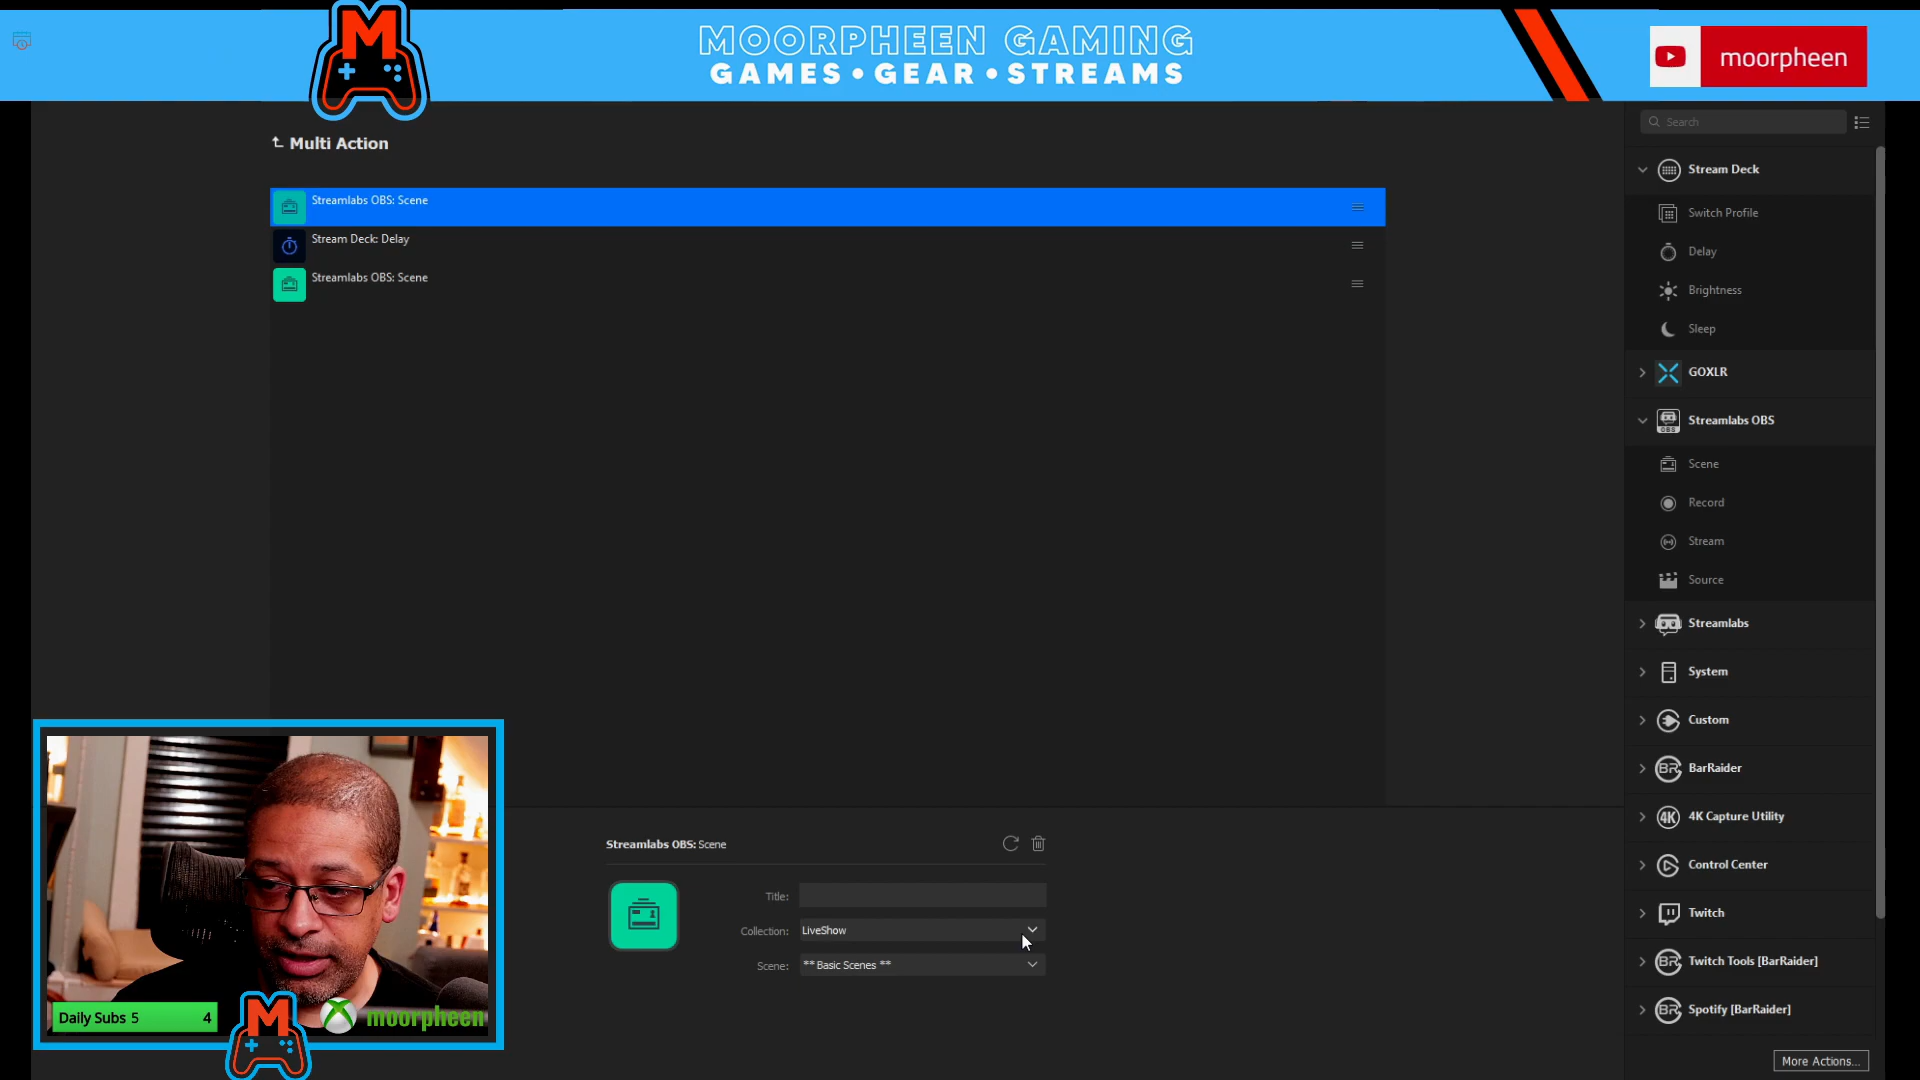 MOORPHEEN GAMING
GAMES • GEAR • STREAMS
moorpheen
M
Multi Action
Streamlabs OBS: Scene
Stream Deck: Delay
Streamlabs OBS: Scene
Search
Stream Deck
Switch Profile
Delay
Brightness
Sleep
GOXLR
Streamlabs OBS
Scene
Record
Stream
Source
Streamlabs
System
Custom
BarRaider
4K Capture Utility
Control Center
Twitch
Twitch Tools [BarRaider]
Spotify [BarRaider]
More Actions...
Streamlabs OBS: Scene
Title:
Collection: LiveShow
Scene: ** Basic Scenes **
Daily Subs 5 4
M
moorpheen